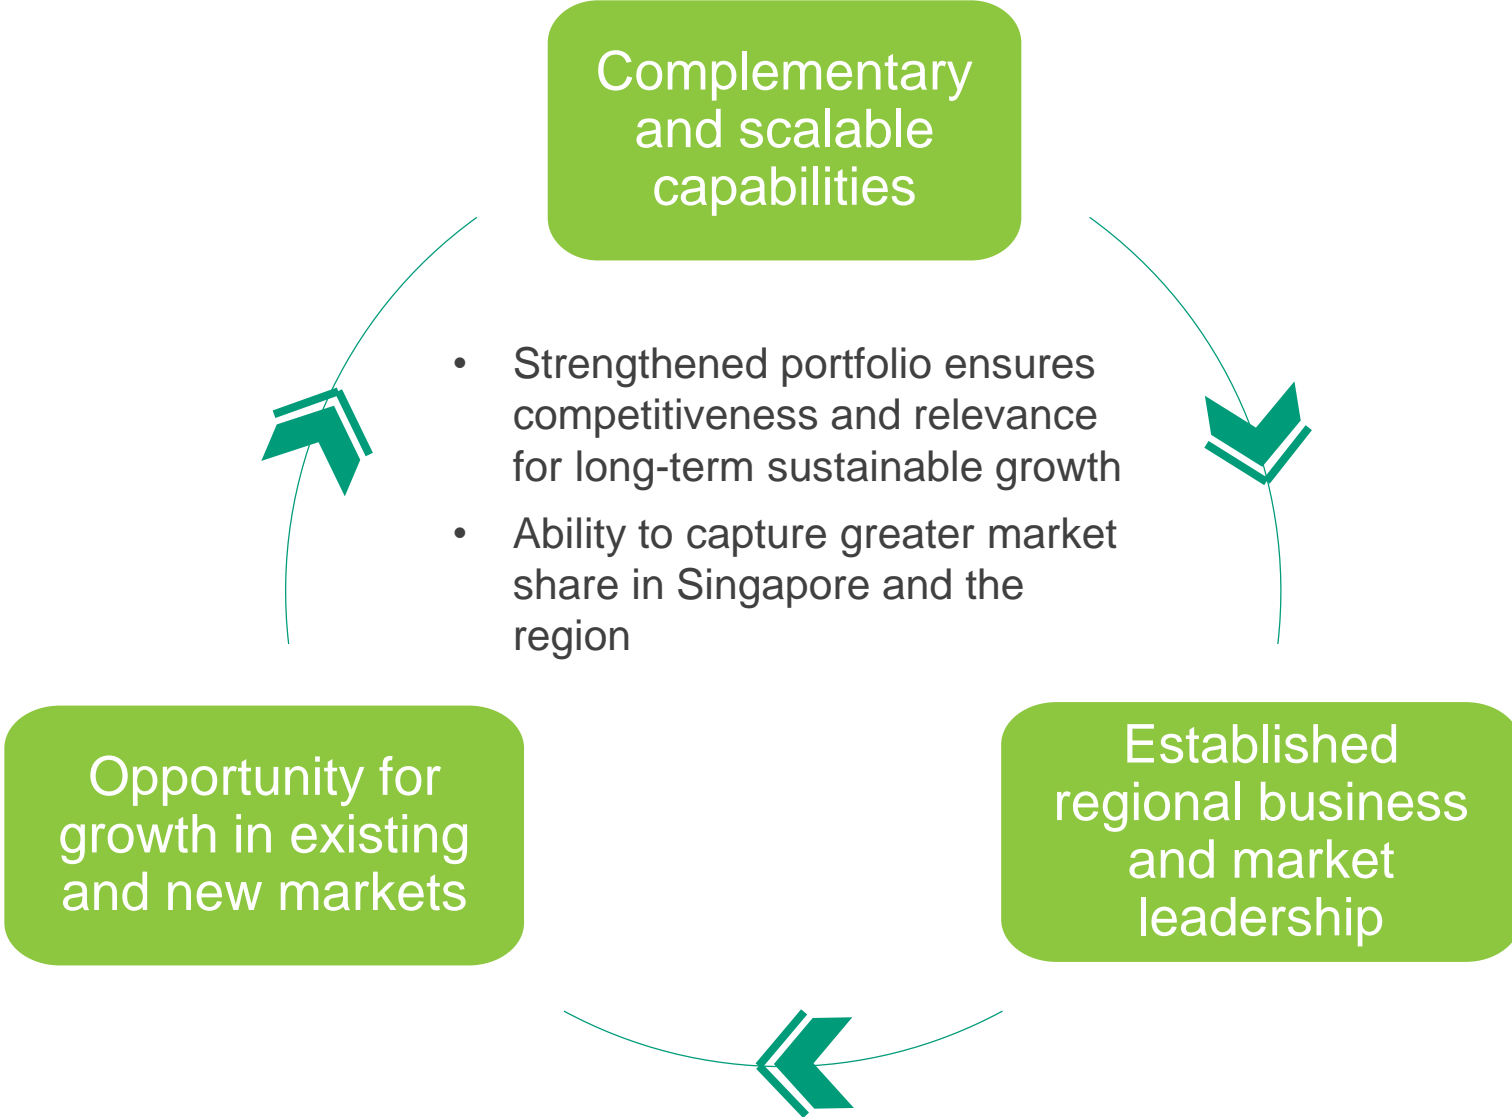 Complementary
and scalable
capabilities
• Strengthened portfolio ensures
competitiveness and relevance
for long-term sustainable growth
• Ability to capture greater market
share in Singapore and the
region
Opportunity for
growth in existing
and new markets
Established
regional business
and market
leadership